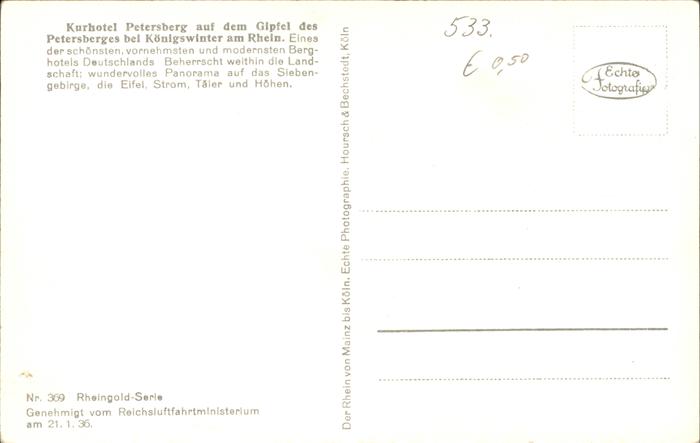 Kurhotel Petersberg auf dem Gipfel des
Petersberges bei Königswinter am Rhein. Eines
der schönsten, vornehmsten und modernsten Berg-
hotels Deutschlands Beherrscht weithin die Land-
schaft; wundervolles Panorama auf das Sieben-
gebirge, die Eifel, Strom, Täler und Höhen.
Nr. 369 Rheingold-Serie
Genehmigt vom Reichsluftfahrtministerium
am 21. 1. 36.
Der Rhein von Mainz bis Köln. Echte Photographie. Hoursch & Bechstedt, Köln
533.
€ 0,50
Echte
Fotografie